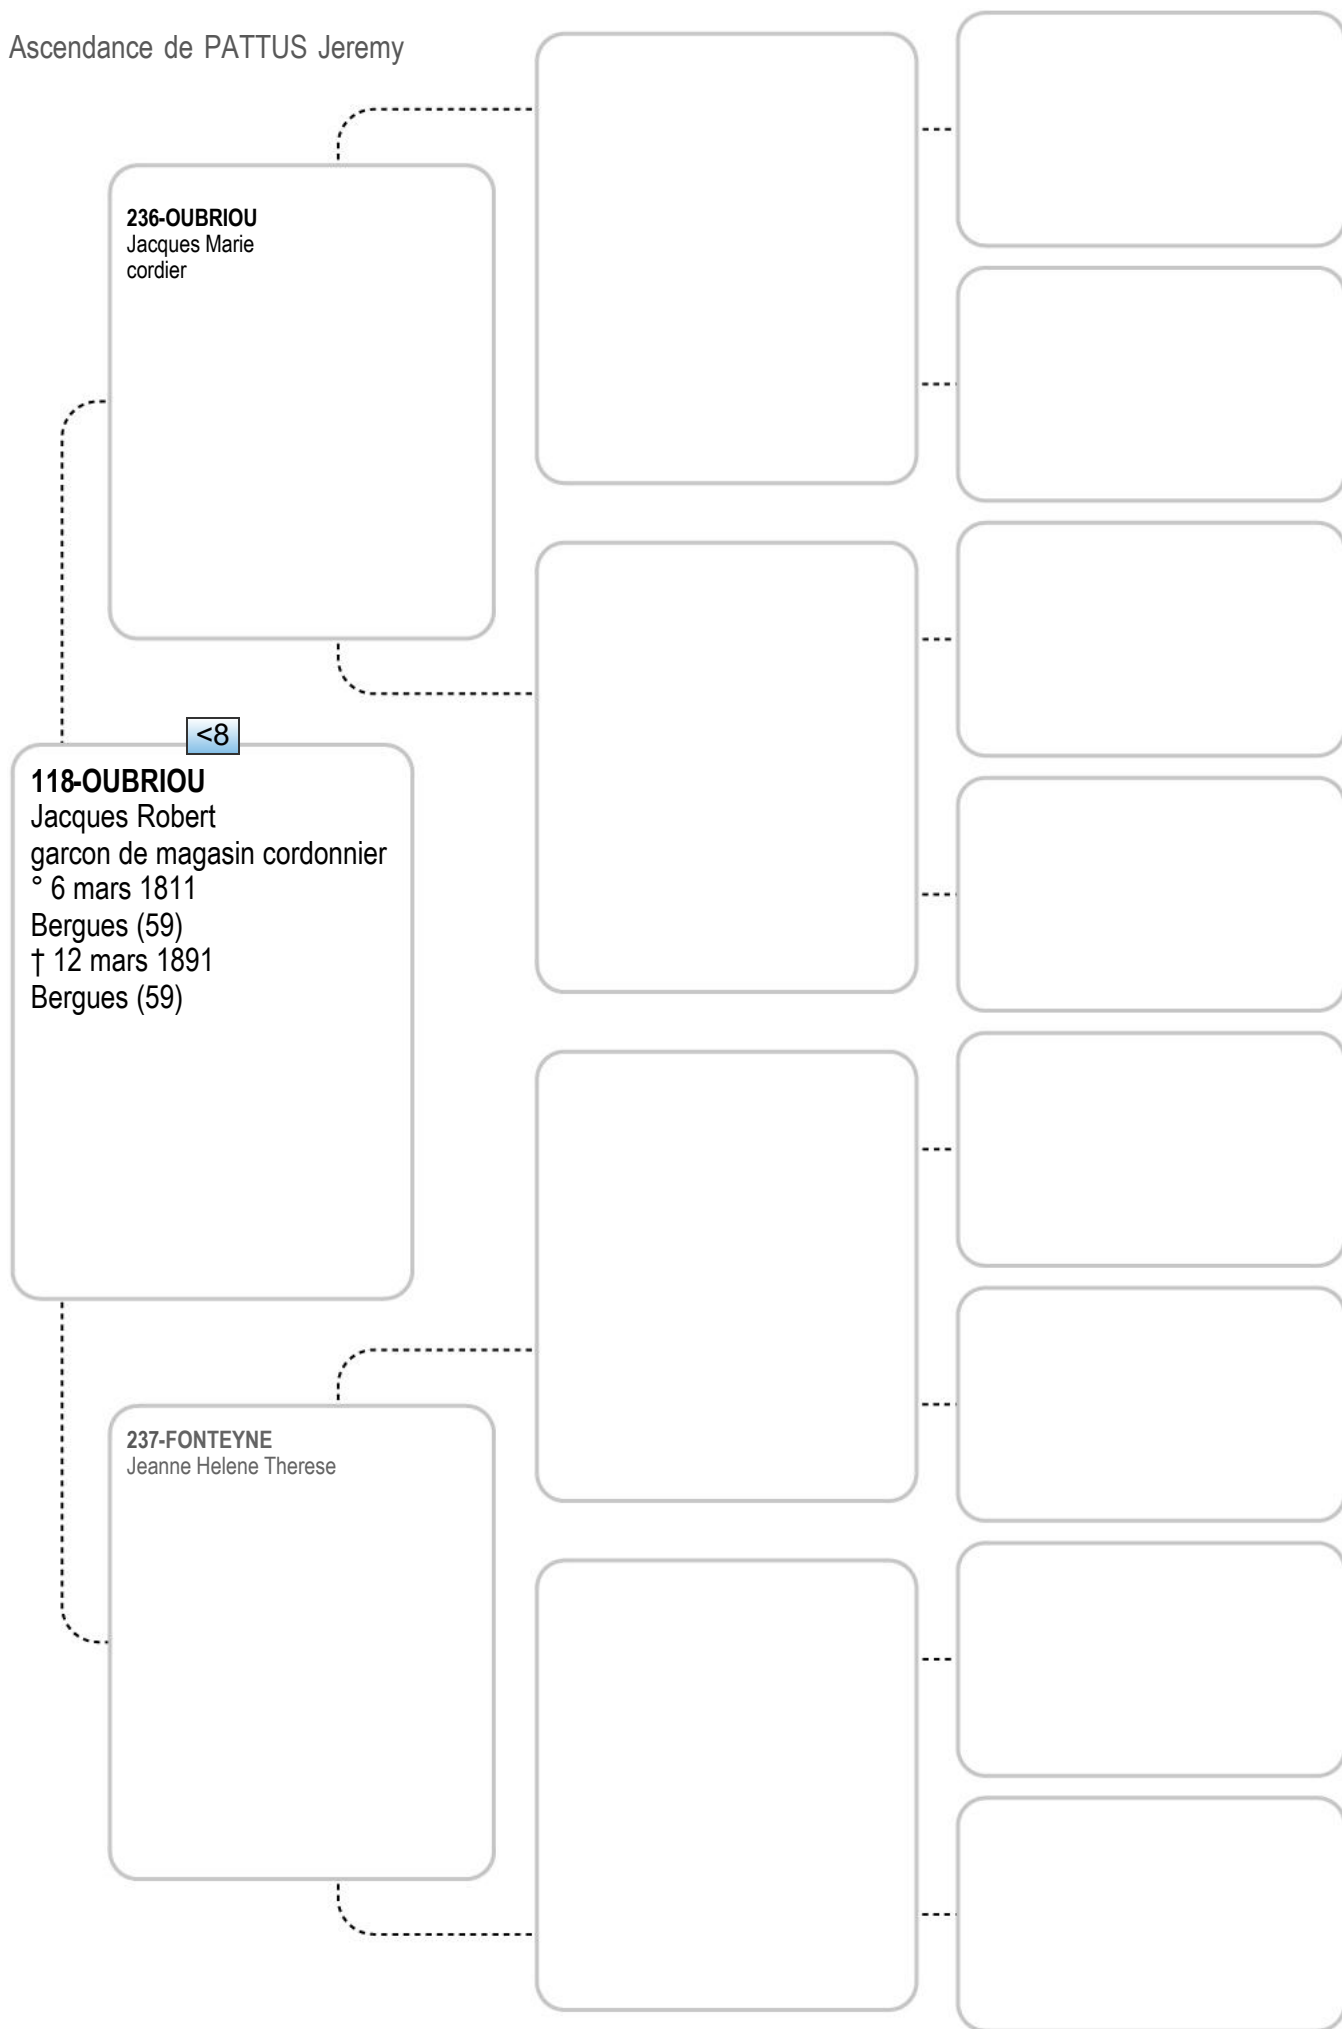 Ascendance de PATTUS Jeremy
236-OUBRIOU
Jacques Marie
cordier
<8
118-OUBRIOU
Jacques Robert
garcon de magasin cordonnier
° 6 mars 1811
Bergues (59)
† 12 mars 1891
Bergues (59)
237-FONTEYNE
Jeanne Helene Therese